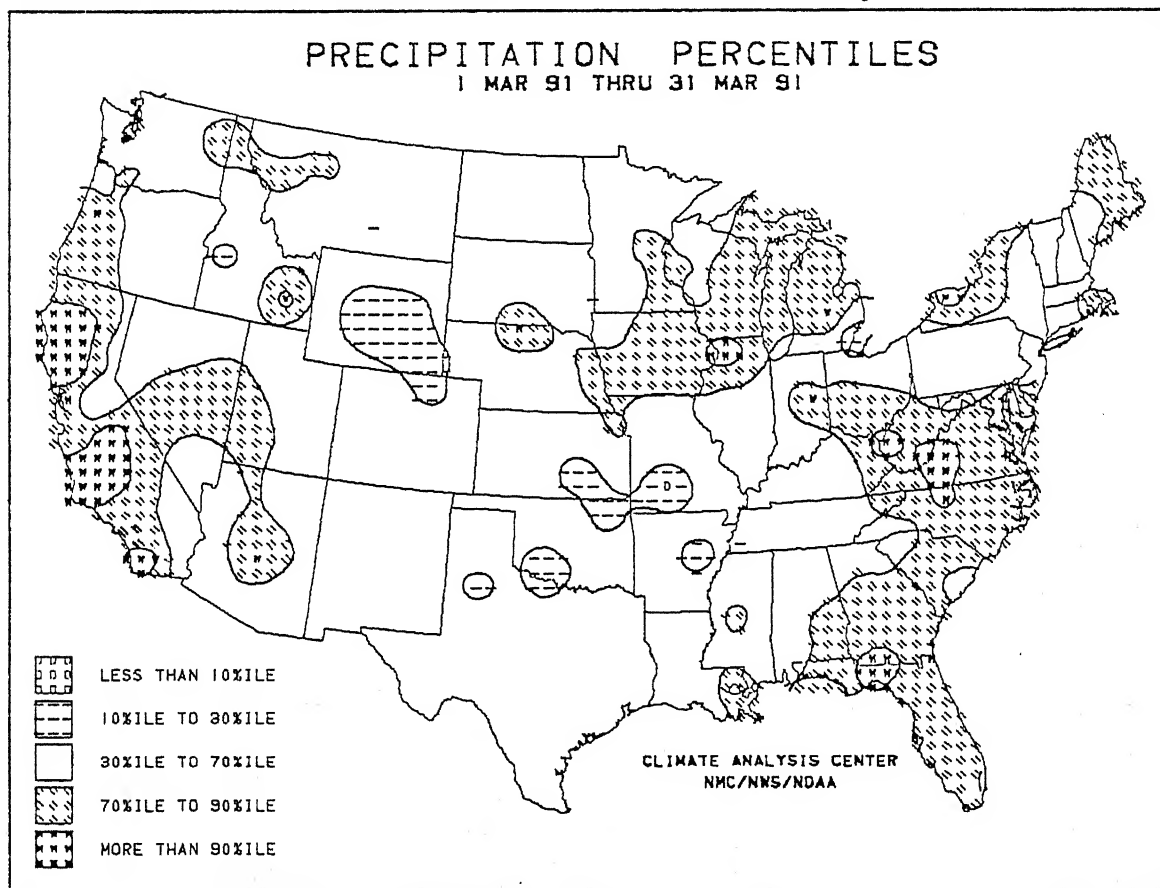 PRECIPITATION PERCENTILES
1 MAR 91 THRU 31 MAR 91
LESS THAN 10%ILE
10%ILE TO 30%ILE
30%ILE TO 70%ILE
70%ILE TO 90%ILE
MORE THAN 90%ILE
CLIMATE ANALYSIS CENTER
NMC/NWS/NOAA